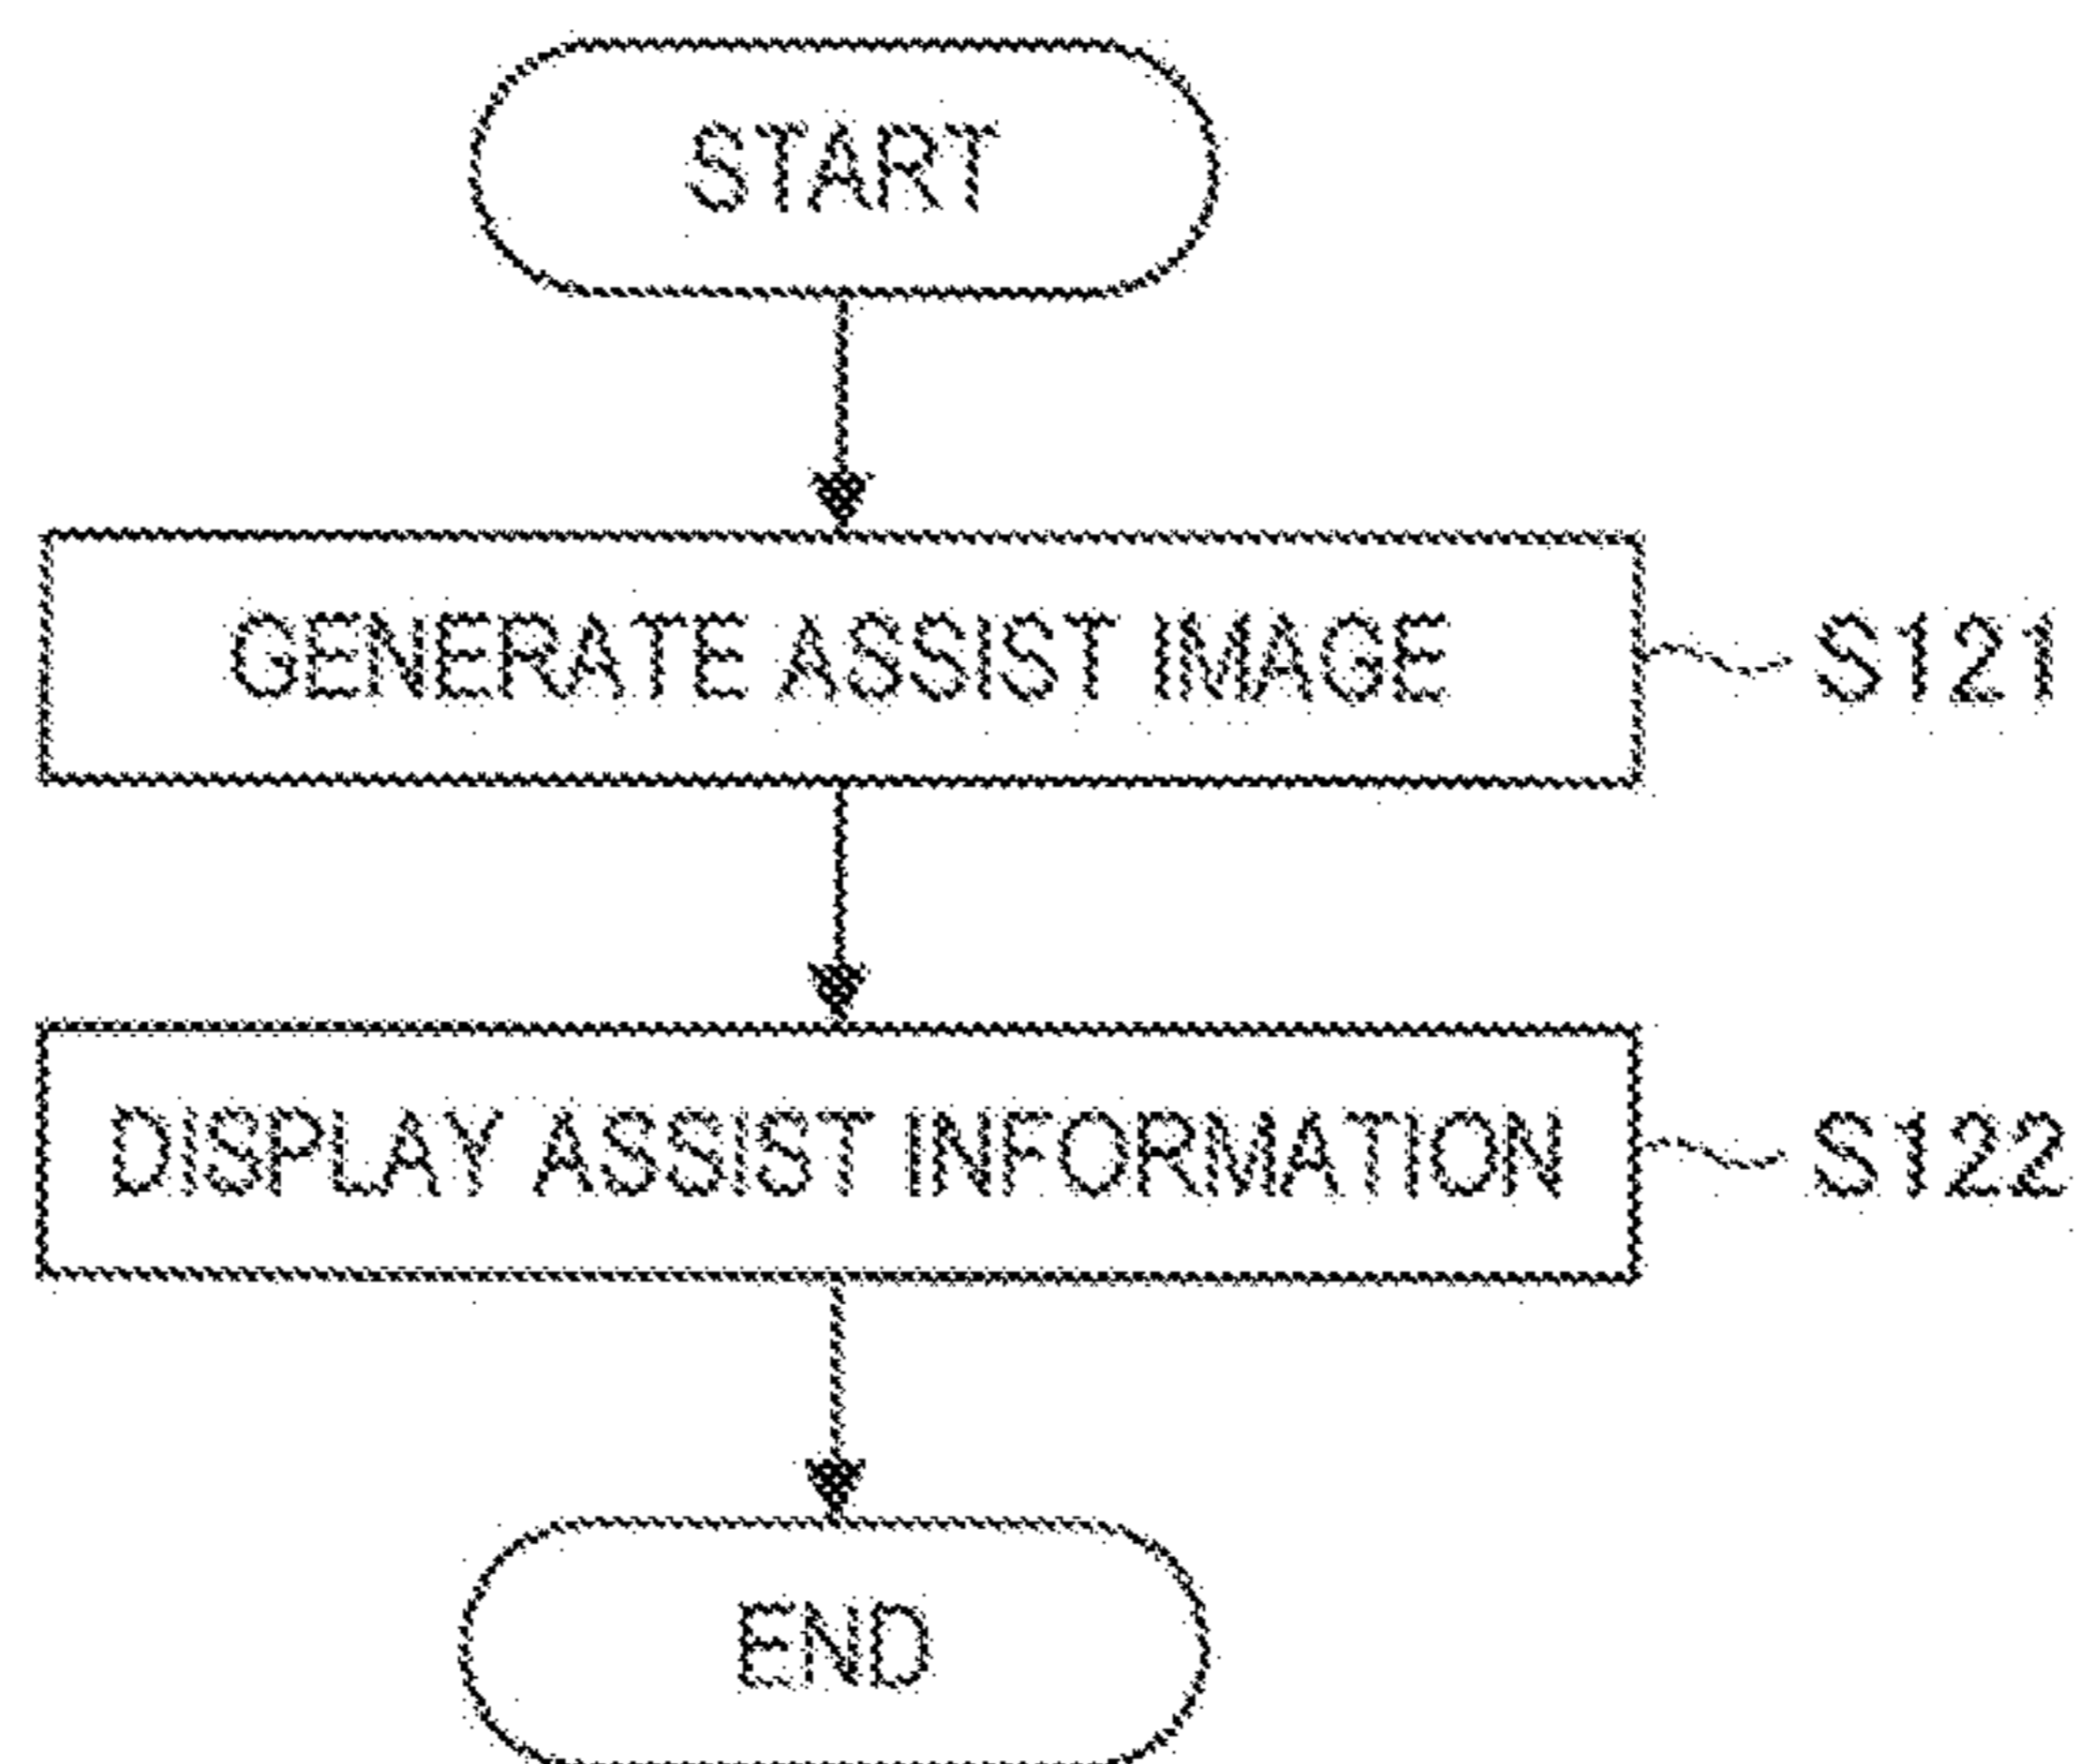 START
GENERATE ASSIST IMAGE S121
DISPLAY ASSIST INFORMATION S122
END